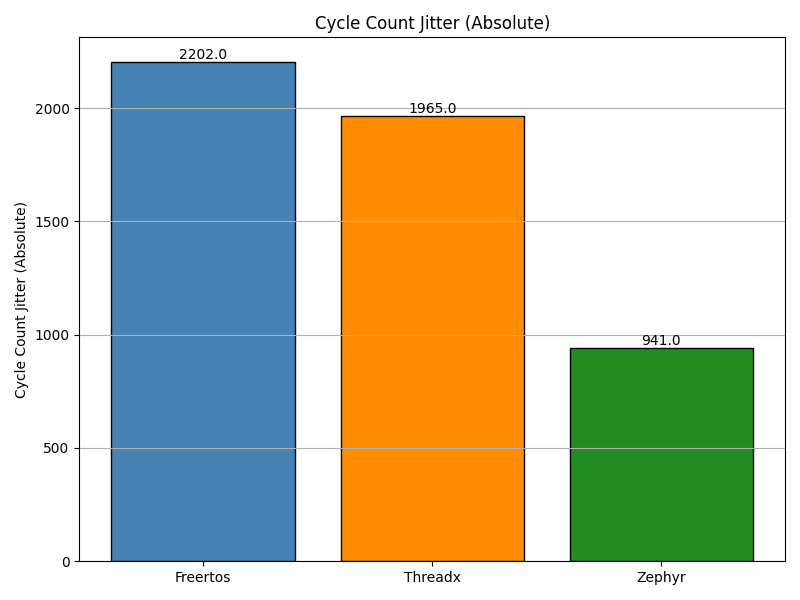 Cycle Count Jitter (Absolute)
2202.0
1965.0
941.0
2000
1500
1000
500
0
Cycle Count Jitter (Absolute)
Freertos
Threadx
Zephyr